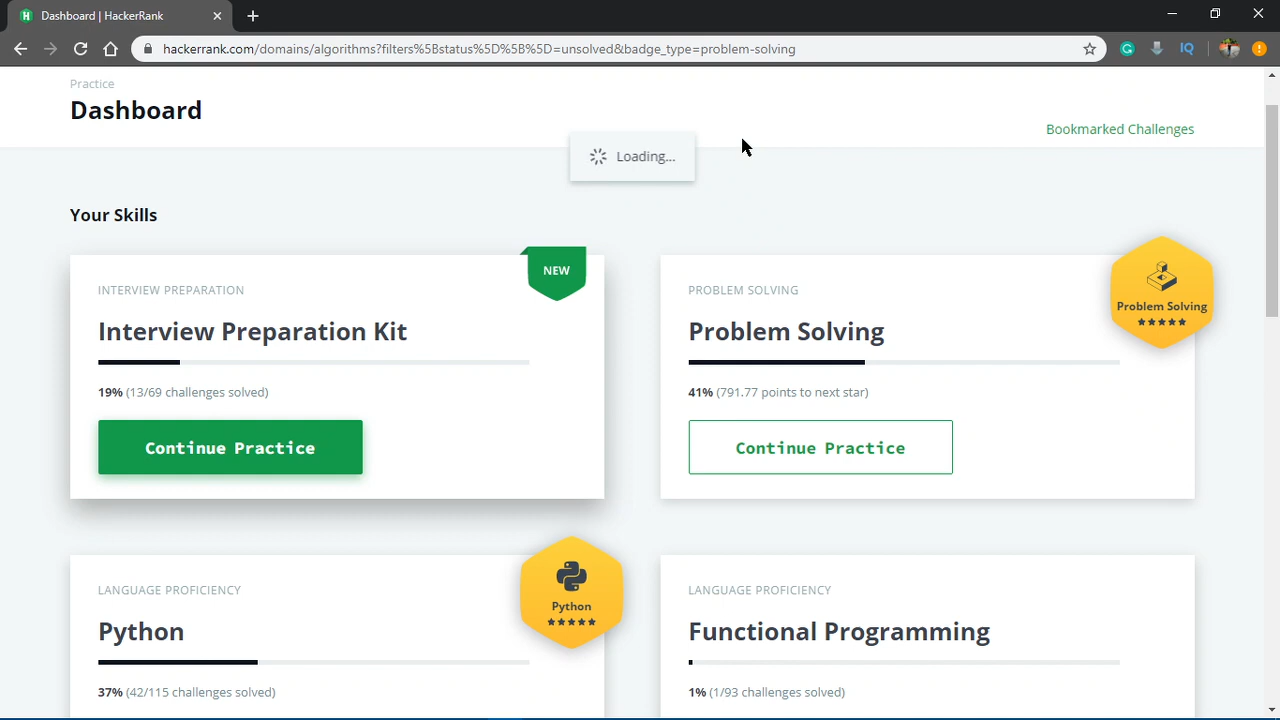 Dashboard | HackerRank
hackerrank.com/domains/algorithms?filters%5Bstatus%5D%5B%5D=unsolved&badge_type=problem-solving
Practice
Dashboard
Bookmarked Challenges
Loading...
Your Skills
NEW
INTERVIEW PREPARATION
Interview Preparation Kit
19% (13/69 challenges solved)
Continue Practice
PROBLEM SOLVING
Problem Solving
Problem Solving
41% (791.77 points to next star)
Continue Practice
LANGUAGE PROFICIENCY
Python
Python
37% (42/115 challenges solved)
LANGUAGE PROFICIENCY
Functional Programming
1% (1/93 challenges solved)